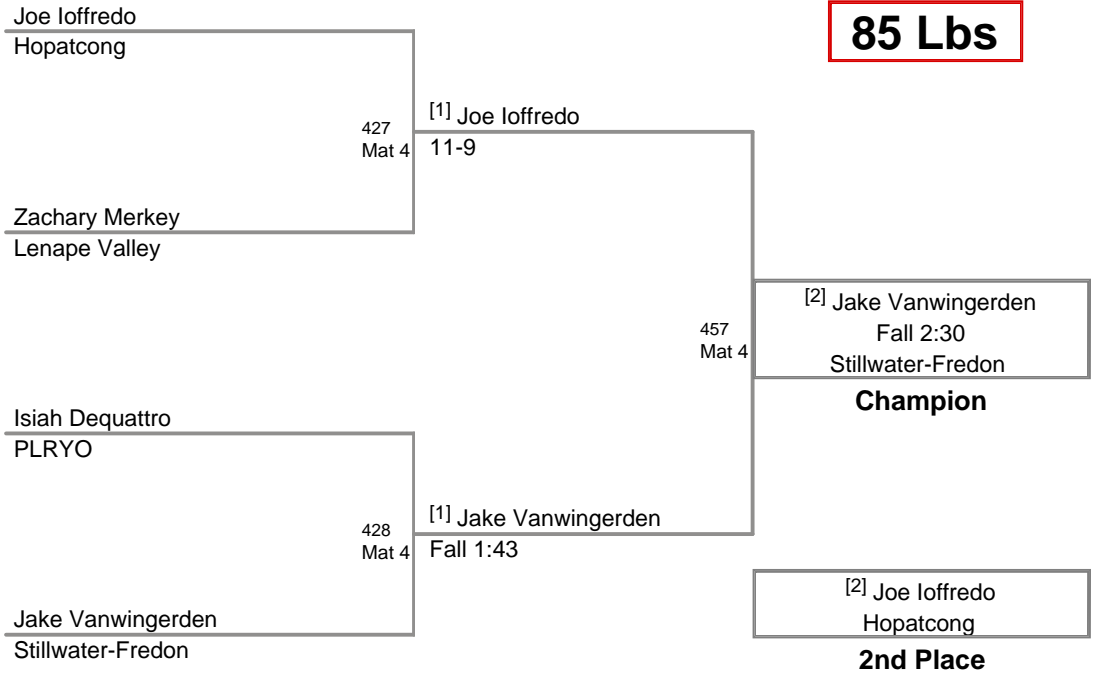 85 Lbs
Joe Ioffredo
Hopatcong
427
Mat 4
[1] Joe Ioffredo
11-9
Zachary Merkey
Lenape Valley
457
Mat 4
[2] Jake Vanwingerden
Fall 2:30
Stillwater-Fredon
Champion
Isiah Dequattro
PLRYO
428
Mat 4
[1] Jake Vanwingerden
Fall 1:43
Jake Vanwingerden
Stillwater-Fredon
[2] Joe Ioffredo
Hopatcong
2nd Place